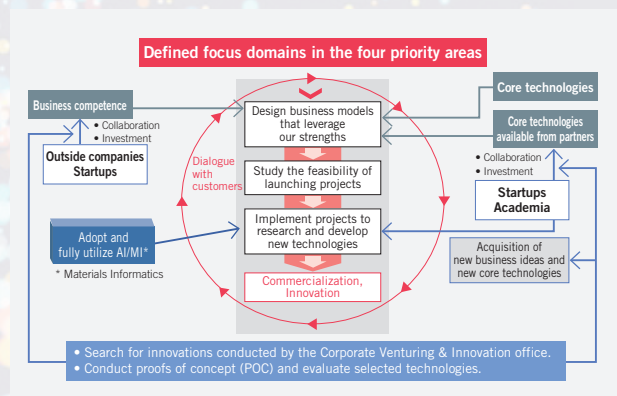 Defined focus domains in the four priority areas
Business competence
• Collaboration
• Investment
Outside companies
Startups
Dialogue
with
customers
Design business models
that leverage
our strengths
Study the feasibility of
launching projects
Implement projects to
research and develop
new technologies
Commercialization,
Innovation
Core technologies
Core technologies
available from partners
• Collaboration
• Investment
Startups
Academia
Adopt and
fully utilize AI/MI*
* Materials Informatics
Acquisition of
new business ideas and
new core technologies
• Search for innovations conducted by the Corporate Venturing & Innovation office.
• Conduct proofs of concept (POC) and evaluate selected technologies.